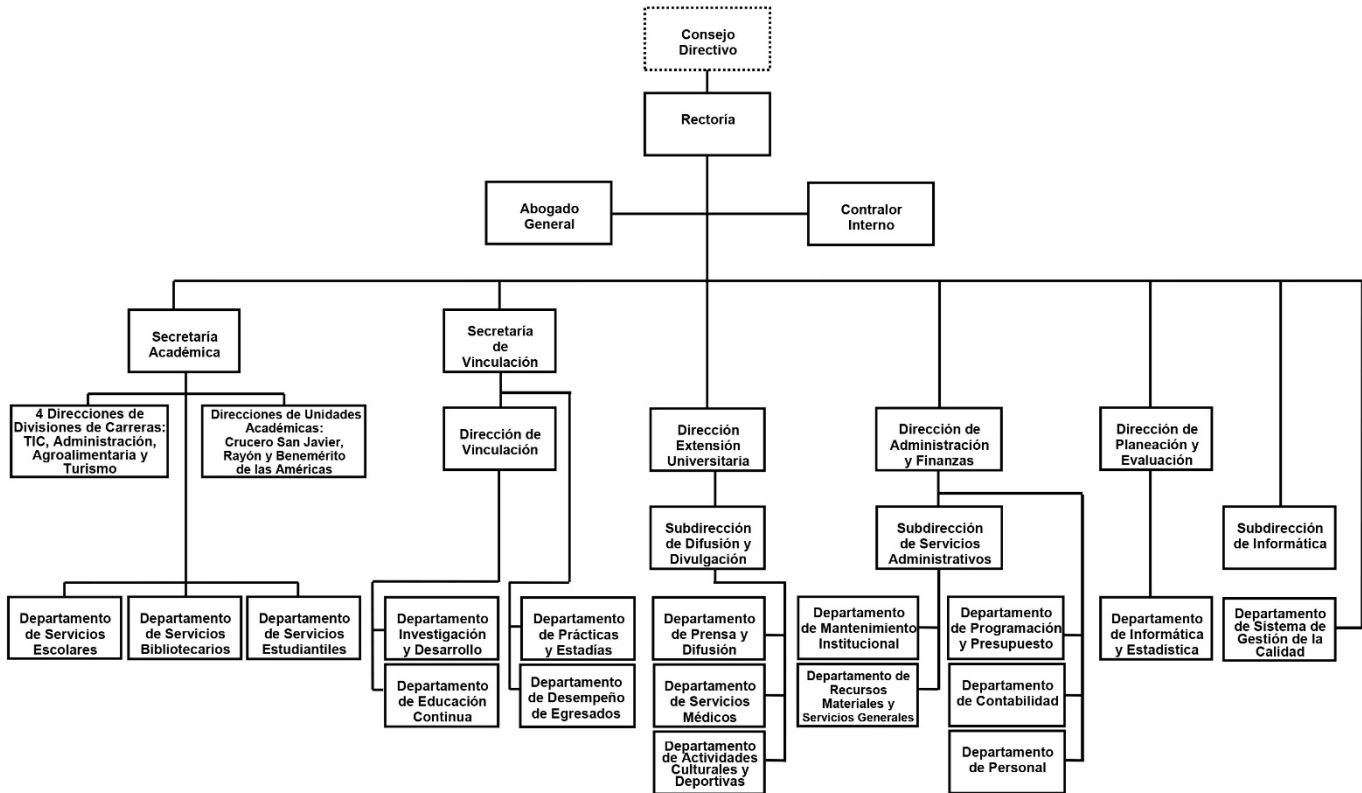 Consejo
Directivo
Rectoría
Abogado
General
Contralor
Interno
Secretaría
Académica
Secretaría
de
Vinculación
4 Direcciones de
Divisiones de Carreras:
TIC, Administración,
Agroalimentaria y
Turismo
Direcciones de Unidades
Académicas:
Crucero San Javier,
Rayón y Benemérito
de las Américas
Dirección de
Vinculación
Dirección
Extensión
Universitaria
Dirección de
Administración
y Finanzas
Dirección de
Planeación y
Evaluación
Subdirección
de Difusión y
Divulgación
Subdirección
de Servicios
Administrativos
Subdirección
de Informática
Departamento
de Servicios
Escolares
Departamento
de Servicios
Bibliotecarios
Departamento
de Servicios
Estudiantiles
Departamento
Investigación
y Desarrollo
Departamento
de Prácticas
y Estadías
Departamento
de Prensa y
Difusión
Departamento
de Mantenimiento
Institucional
Departamento
de Programación
y Presupuesto
Departamento
de Informática
y Estadistica
Departamento
de Sistema de
Gestión de la
Calidad
Departamento
de Educación
Continua
Departamento
de Desempeño
de Egresados
Departamento
de Servicios
Médicos
Departamento de
Recursos
Materiales y
Servicios Generales
Departamento
de Contabilidad
Departamento
de Actividades
Culturales y
Deportivas
Departamento
de Personal